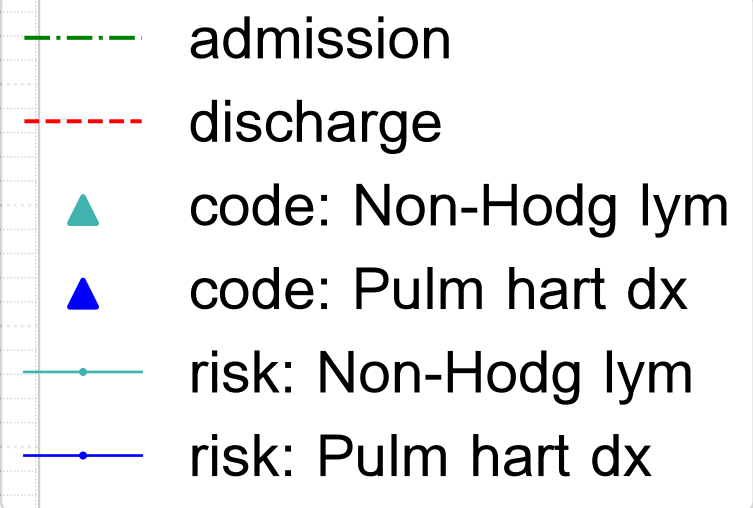 admission
discharge
code: Non-Hodg lym
code: Pulm hart dx
risk: Non-Hodg lym
risk: Pulm hart dx